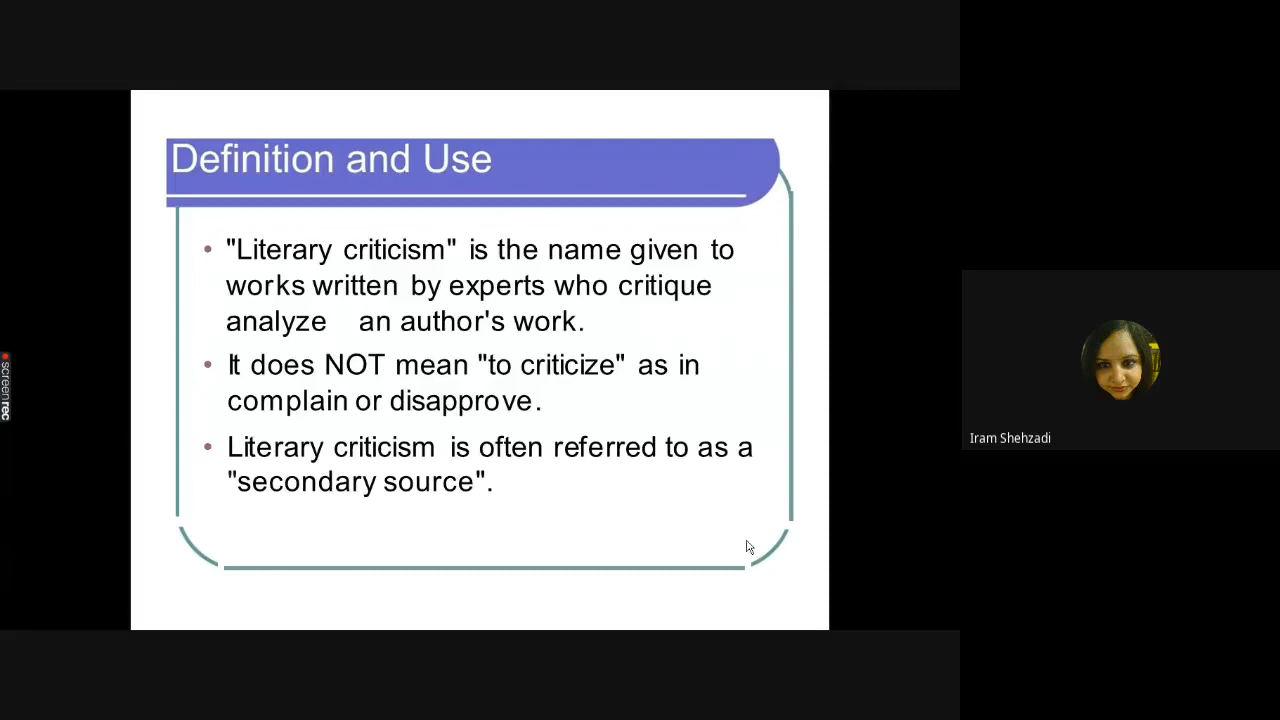 Definition and Use
• "Literary criticism" is the name given to
works written by experts who critique
analyze an author's work.
• It does NOT mean "to criticize" as in
complain or disapprove.
• Literary criticism is often referred to as a
"secondary source".
Iram Shehzadi
screenrec